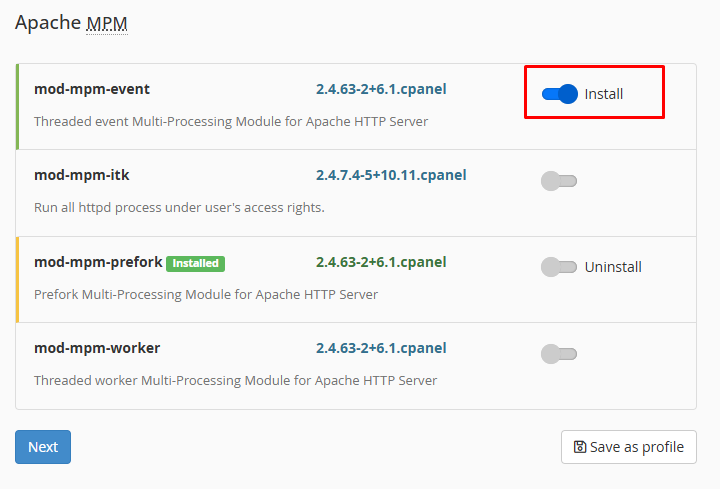 Apache MPM
mod-mpm-event 2.4.63-2+6.1.cpanel Install
Threaded event Multi-Processing Module for Apache HTTP Server
mod-mpm-itk 2.4.7.4-5+10.11.cpanel
Run all httpd process under user's access rights.
mod-mpm-prefork Installed 2.4.63-2+6.1.cpanel Uninstall
Prefork Multi-Processing Module for Apache HTTP Server
mod-mpm-worker 2.4.63-2+6.1.cpanel
Threaded worker Multi-Processing Module for Apache HTTP Server
Next Save as profile